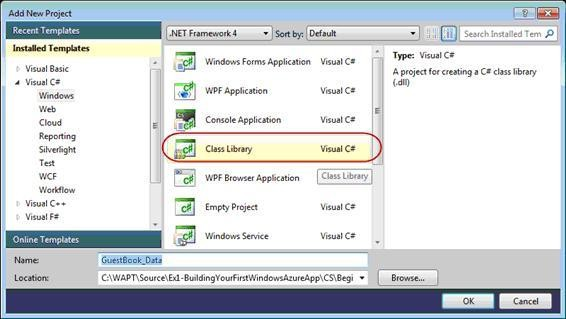 Add New Project
Recent Templates
Installed Templates
Visual Basic
Visual C#
Windows
Web
Cloud
Reporting
Silverlight
Test
WCF
Workflow
Visual C++
Visual F#
Online Templates
.NET Framework 4
Sort by: Default
Search Installed Tem
Windows Forms Application Visual C#
WPF Application Visual C#
Console Application Visual C#
Class Library Visual C#
WPF Browser Application
Class Library
Empty Project Visual C#
Windows Service Visual C#
Type: Visual C#
A project for creating a C# class library
(.dll)
Name: GuestBook_Data
Location: C:\WAPT\Source\Ex1-BuildingYourFirstWindowsAzureApp\CS\Begi
Browse...
OK
Cancel